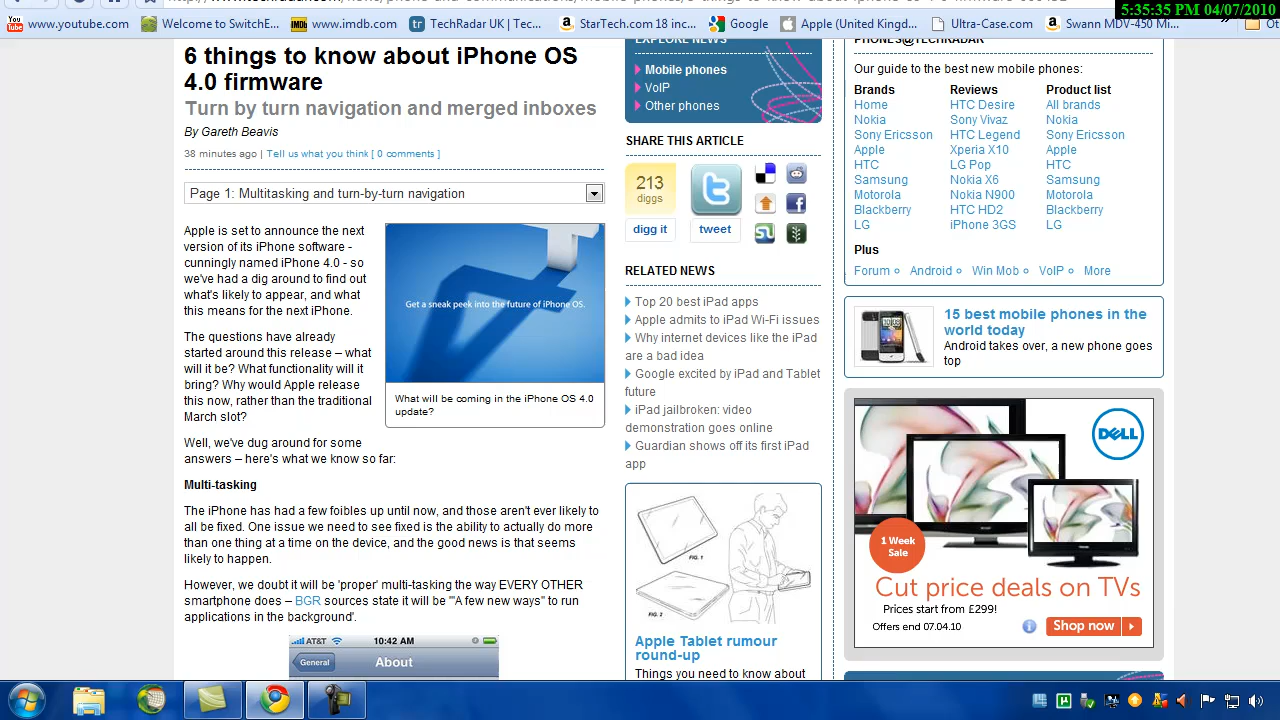 5:35:35 PM 04/07/2010
www.youtube.com
Welcome to SwitchE...
www.imdb.com
TechRadar UK | Tec...
StarTech.com 18 inc...
Google
Apple (United Kingd...
Ultra-Case.com
Swann MDV-450 Mi...
6 things to know about iPhone OS
4.0 firmware
Turn by turn navigation and merged inboxes
By Gareth Beavis
38 minutes ago | Tell us what you think [ 0 comments ]
Page 1: Multitasking and turn-by-turn navigation
Apple is set to announce the next
version of its iPhone software -
cunningly named iPhone 4.0 - so
we've had a dig around to find out
what's likely to appear, and what
this means for the next iPhone.
The questions have already
started around this release – what
will it be? What functionality will it
bring? Why would Apple release
this now, rather than the traditional
March slot?
Well, we've dug around for some
answers – here's what we know so far:
Get a sneak peek into the future of iPhone OS.
What will be coming in the iPhone OS 4.0
update?
Multi-tasking
The iPhone has had a few foibles up until now, and those aren't ever likely to
all be fixed. One issue we need to see fixed is the ability to actually do more
than one thing at a time on the device, and the good news is that seems
likely to happen.
However, we doubt it will be 'proper' multi-tasking the way EVERY OTHER
smartphone does – BGR sources state it will be '"A few new ways" to run
applications in the background'.
AT&T
10:42 AM
General
About
EXPLORE NEWS
Mobile phones
VoIP
Other phones
SHARE THIS ARTICLE
213
diggs
digg it
tweet
RELATED NEWS
Top 20 best iPad apps
Apple admits to iPad Wi-Fi issues
Why internet devices like the iPad
are a bad idea
Google excited by iPad and Tablet
future
iPad jailbroken: video
demonstration goes online
Guardian shows off its first iPad
app
FIG. 1
FIG. 2
Apple Tablet rumour
round-up
Things you need to know about
PHONES@TECHRADAR
Our guide to the best new mobile phones:
Brands
Home
Nokia
Sony Ericsson
Apple
HTC
Samsung
Motorola
Blackberry
LG
Reviews
HTC Desire
Sony Vivaz
HTC Legend
Xperia X10
LG Pop
Nokia X6
Nokia N900
HTC HD2
iPhone 3GS
Product list
All brands
Nokia
Sony Ericsson
Apple
HTC
Samsung
Motorola
Blackberry
LG
Plus
Forum
Android
Win Mob
VoIP
More
15 best mobile phones in the
world today
Android takes over, a new phone goes
top
DELL
1 Week
Sale
Cut price deals on TVs
Prices start from £299!
Offers end 07.04.10
Shop now